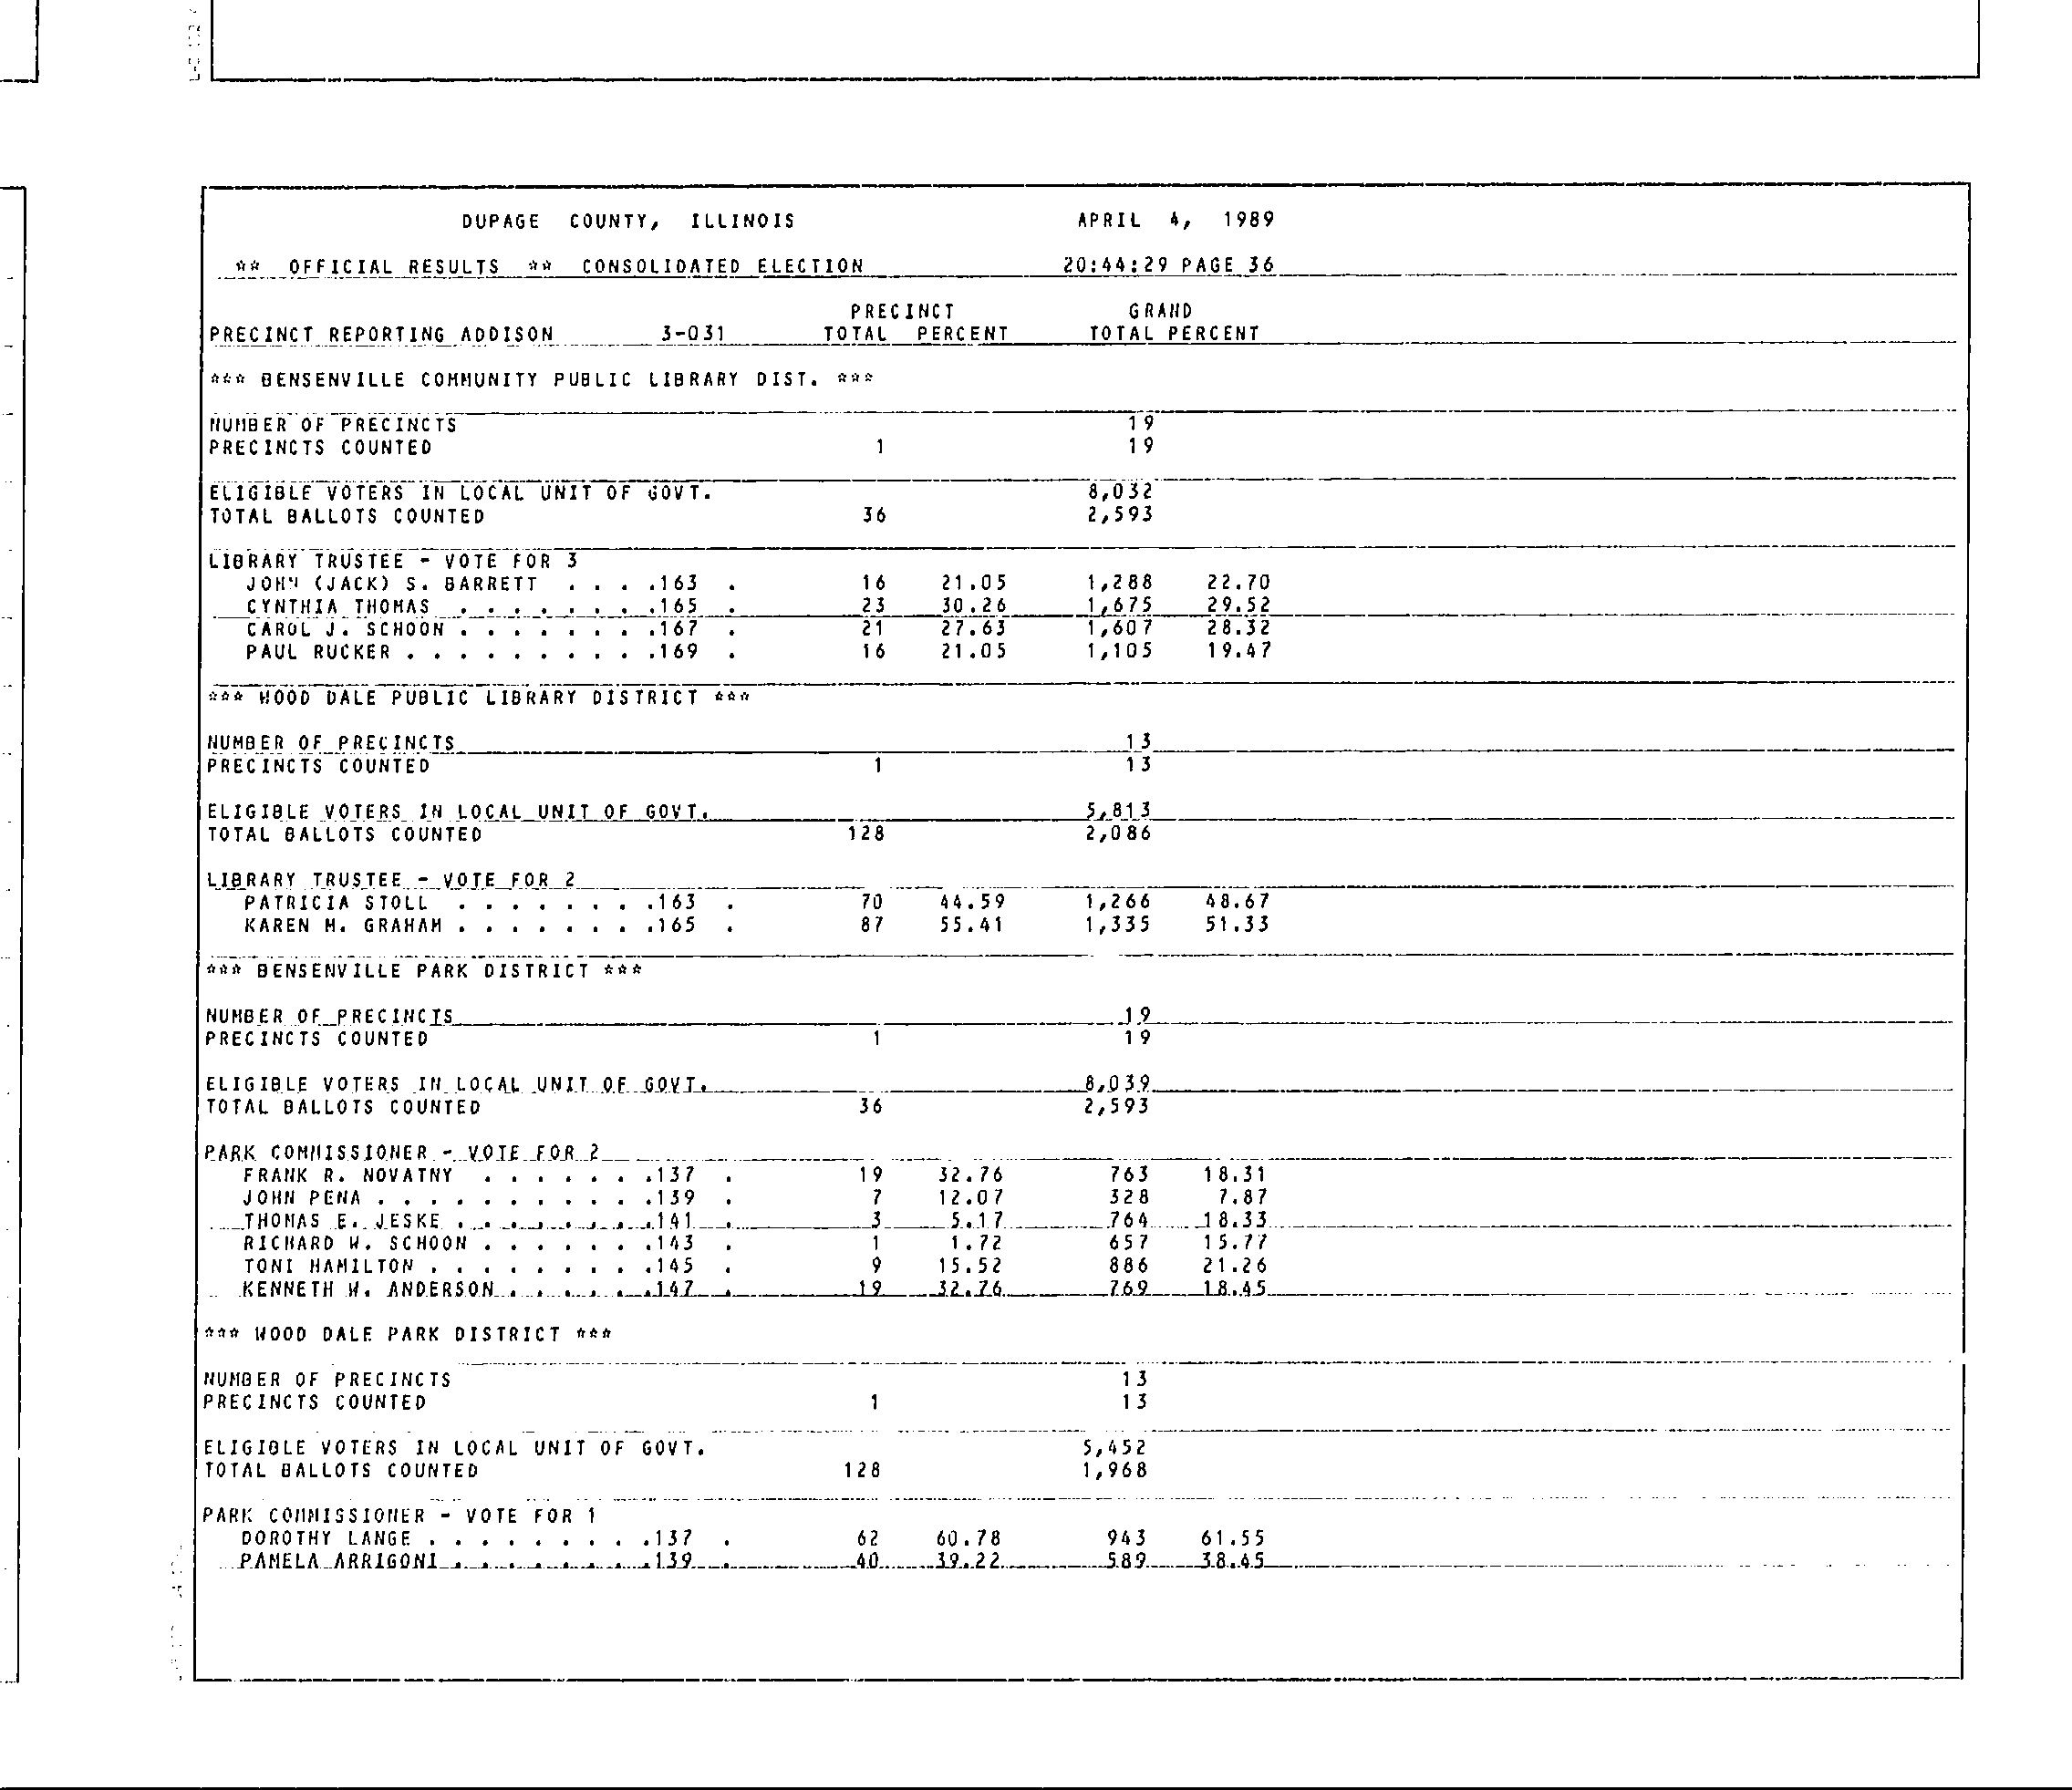 DUPAGE COUNTY, ILLINOIS APRIL 4, 1989
** OFFICIAL RESULTS ** CONSOLIDATED ELECTION 20:44:29 PAGE 36
PRECINCT GRAND
PRECINCT REPORTING ADDISON 3-031 TOTAL PERCENT TOTAL PERCENT
*** BENSENVILLE COMMUNITY PUBLIC LIBRARY DIST. ***
NUMBER OF PRECINCTS 19
PRECINCTS COUNTED 1 19
ELIGIBLE VOTERS IN LOCAL UNIT OF GOVT. 8,032
TOTAL BALLOTS COUNTED 36 2,593
LIBRARY TRUSTEE - VOTE FOR 3
JOHN (JACK) S. BARRETT . . . .163 . 16 21.05 1,288 22.70
CYNTHIA THOMAS . . . . . . . .165 . 23 30.26 1,675 29.52
CAROL J. SCHOON . . . . . . . .167 . 21 27.63 1,607 28.32
PAUL RUCKER . . . . . . . . . .169 . 16 21.05 1,105 19.47
*** WOOD DALE PUBLIC LIBRARY DISTRICT ***
NUMBER OF PRECINCTS 13
PRECINCTS COUNTED 1 13
ELIGIBLE VOTERS IN LOCAL UNIT OF GOVT. 5,813
TOTAL BALLOTS COUNTED 128 2,086
LIBRARY TRUSTEE - VOTE FOR 2
PATRICIA STOLL . . . . . . . .163 . 70 44.59 1,266 48.67
KAREN M. GRAHAM . . . . . . . .165 . 87 55.41 1,335 51.33
*** BENSENVILLE PARK DISTRICT ***
NUMBER OF PRECINCTS 19
PRECINCTS COUNTED 1 19
ELIGIBLE VOTERS IN LOCAL UNIT OF GOVT. 8,039
TOTAL BALLOTS COUNTED 36 2,593
PARK COMMISSIONER - VOTE FOR 2
FRANK R. NOVATNY . . . . . . .137 . 19 32.76 763 18.31
JOHN PENA . . . . . . . . . . .139 . 7 12.07 328 7.87
THOMAS E. JESKE . . . . . . . .141 . 3 5.17 764 18.33
RICHARD W. SCHOON . . . . . . .143 . 1 1.72 657 15.77
TONI HAMILTON . . . . . . . . .145 . 9 15.52 886 21.26
KENNETH W. ANDERSON . . . . . .147 . 19 32.76 769 18.45
*** WOOD DALE PARK DISTRICT ***
NUMBER OF PRECINCTS 13
PRECINCTS COUNTED 1 13
ELIGIBLE VOTERS IN LOCAL UNIT OF GOVT. 5,452
TOTAL BALLOTS COUNTED 128 1,968
PARK COMMISSIONER - VOTE FOR 1
DOROTHY LANGE . . . . . . . . .137 . 62 60.78 943 61.55
PAMELA ARRIGONI . . . . . . . .139 . 40 39.22 589 38.45